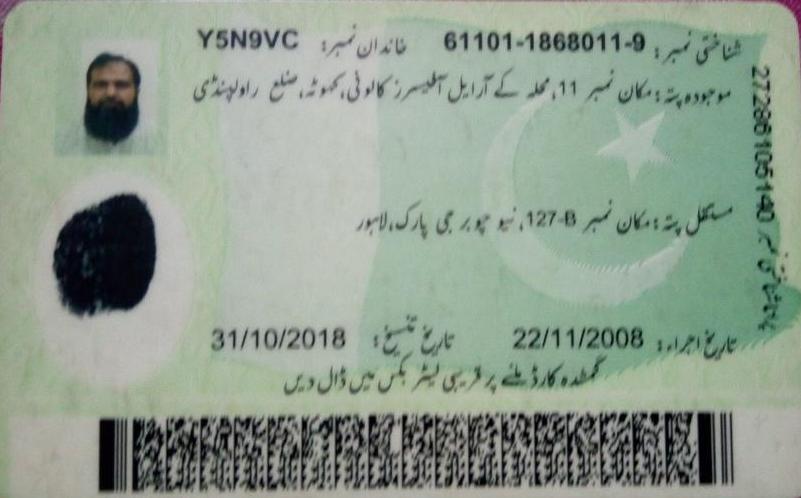 شناختی نمبر: 61101-1868011-9 خاندان نمبر: Y5N9VC
موجودہ پتہ: مکان نمبر 11، محلہ کے آر ایل آفیسرز کالونی، کہوٹہ، ضلع راولپنڈی
مستقل پتہ: مکان نمبر 127-B، نیو چوبرجی پارک، لاہور
تاریخ اجراء: 22/11/2008 تاریخ تنسیخ: 31/10/2018
گمشدہ کارڈ ملنے پر قریبی لیٹر بکس میں ڈال دیں
27286105140